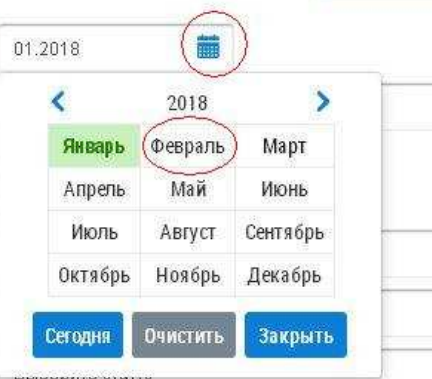 01.2018
2018
Январь Февраль Март
Апрель Май Июнь
Июль Август Сентябрь
Октябрь Ноябрь Декабрь
Сегодня Очистить Закрыть